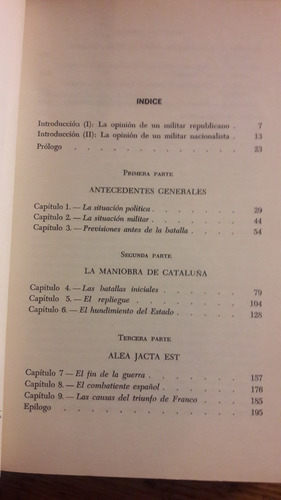 INDICE
Introducción (I): La opinión de un militar republicano . 7
Introducción (II): La opinión de un militar nacionalista . 13
Prólogo . . . . . . . . . . . 23
PRIMERA PARTE
ANTECEDENTES GENERALES
Capítulo 1. — La situación política . . . . . . 29
Capítulo 2. — La situación militar . . . . . . 44
Capítulo 3. — Previsiones antes de la batalla . . . . 54
SEGUNDA PARTE
LA MANIOBRA DE CATALUÑA
Capítulo 4. — Las batallas iniciales . . . . . 79
Capítulo 5. — El repliegue . . . . . . . 104
Capítulo 6. — El hundimiento del Estado . . . . 128
TERCERA PARTE
ALEA JACTA EST
Capítulo 7 — El fin de la guerra . . . . . . 157
Capítulo 8. — El combatiente español . . . . . 176
Capítulo 9. — Las causas del triunfo de Franco . . . 185
Epílogo . . . . . . . . . . . 195